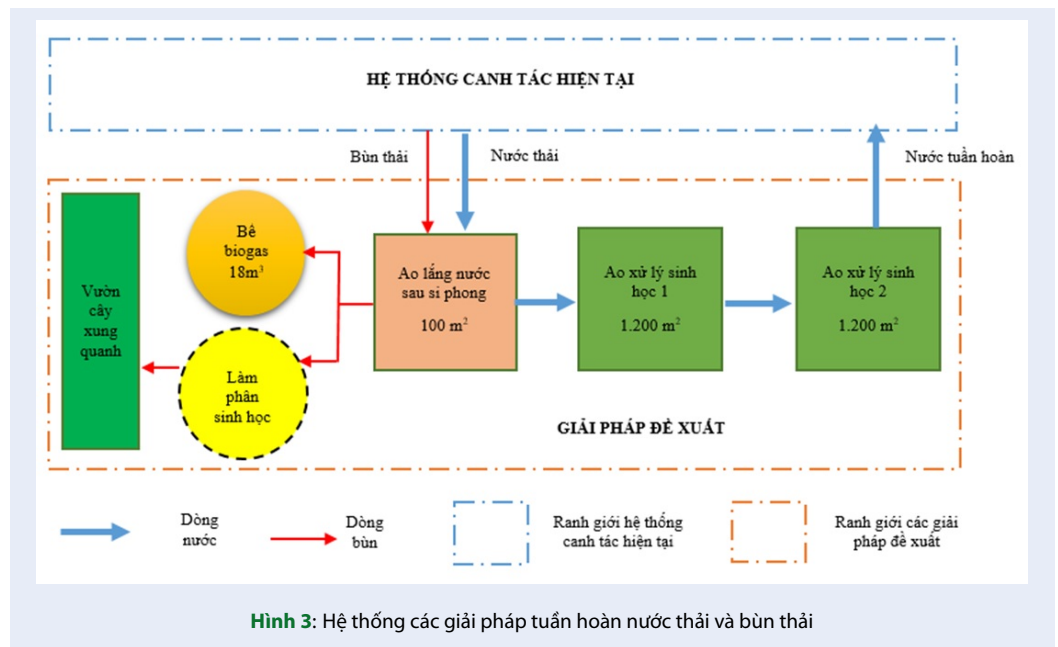 HỆ THỐNG CANH TÁC HIỆN TẠI
Bùn thải
Nước thải
Nước tuần hoàn
Vườn
cây
xung
quanh
Bể
biogas
18m³
Làm
phân
sinh học
Ao lắng nước
sau si phong
100 m²
Ao xử lý sinh
học 1
1.200 m²
Ao xử lý sinh
học 2
1.200 m²
GIẢI PHÁP ĐỀ XUẤT
Dòng
nước
Dòng
bùn
Ranh giới hệ thống
canh tác hiện tại
Ranh giới các giải
pháp đề xuất
Hình 3: Hệ thống các giải pháp tuần hoàn nước thải và bùn thải